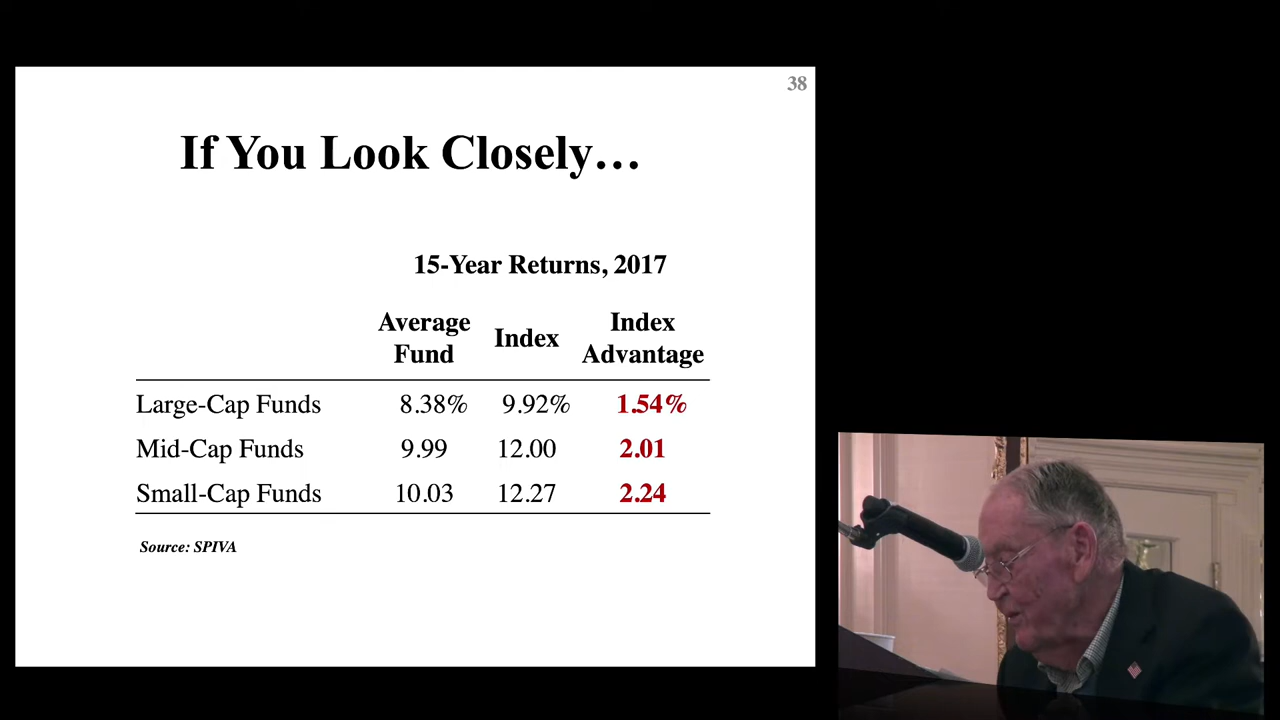 38
If You Look Closely…
15-Year Returns, 2017
Average Fund Index Index Advantage
Large-Cap Funds 8.38% 9.92% 1.54%
Mid-Cap Funds 9.99 12.00 2.01
Small-Cap Funds 10.03 12.27 2.24
Source: SPIVA